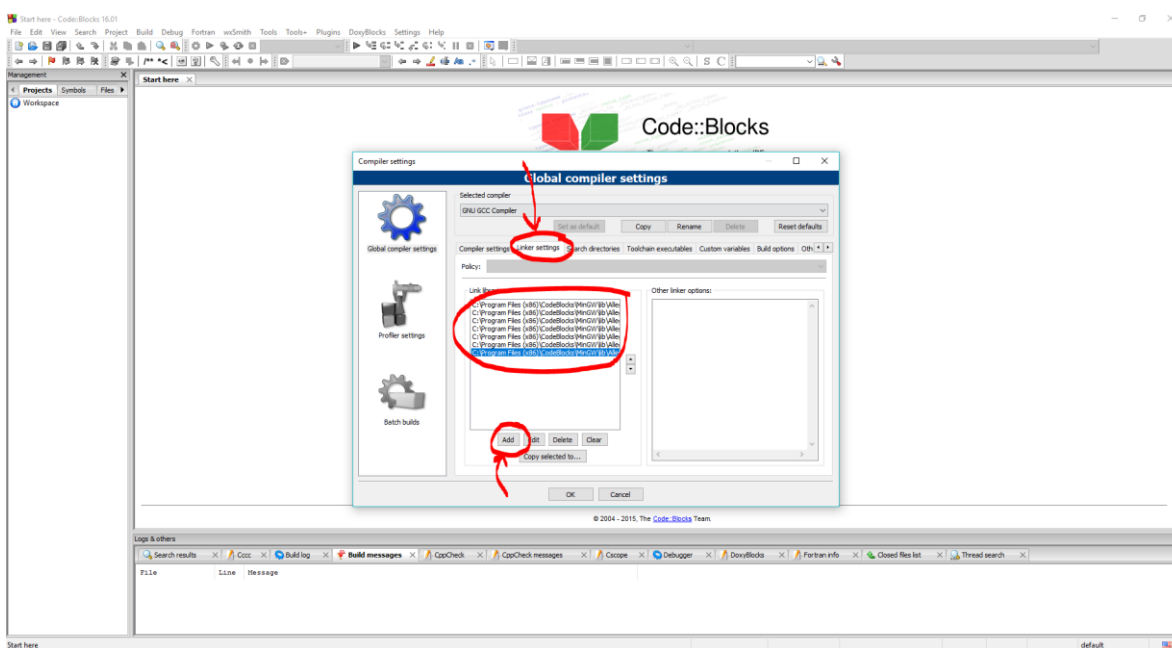 Start here - Code::Blocks 16.01
File Edit View Search Project Build Debug Fortran wxSmith Tools Tools+ Plugins DoxyBlocks Settings Help
Management
Projects Symbols Files
Workspace
Start here
Code::Blocks
Compiler settings
Global compiler settings
Selected compiler
GNU GCC Compiler
Set as default Copy Rename Delete Reset defaults
Global compiler settings
Compiler settings Linker settings Search directories Toolchain executables Custom variables Build options Oth
Policy:
Other linker options:
C:\Program Files (x86)\CodeBlocks\MinGW\lib\Alle
C:\Program Files (x86)\CodeBlocks\MinGW\lib\Alle
C:\Program Files (x86)\CodeBlocks\MinGW\lib\Alle
C:\Program Files (x86)\CodeBlocks\MinGW\lib\Alle
C:\Program Files (x86)\CodeBlocks\MinGW\lib\Alle
C:\Program Files (x86)\CodeBlocks\MinGW\lib\Alle
C:\Program Files (x86)\CodeBlocks\MinGW\lib\Alle
Profiler settings
Batch builds
Add Edit Delete Clear
Copy selected to...
OK Cancel
© 2004 - 2015, The Code::Blocks Team.
Logs & others
Search results Cccc Build log Build messages CppCheck CppCheck messages Cscope Debugger DoxyBlocks Fortran info Closed files list Thread search
File Line Message
Start here
default